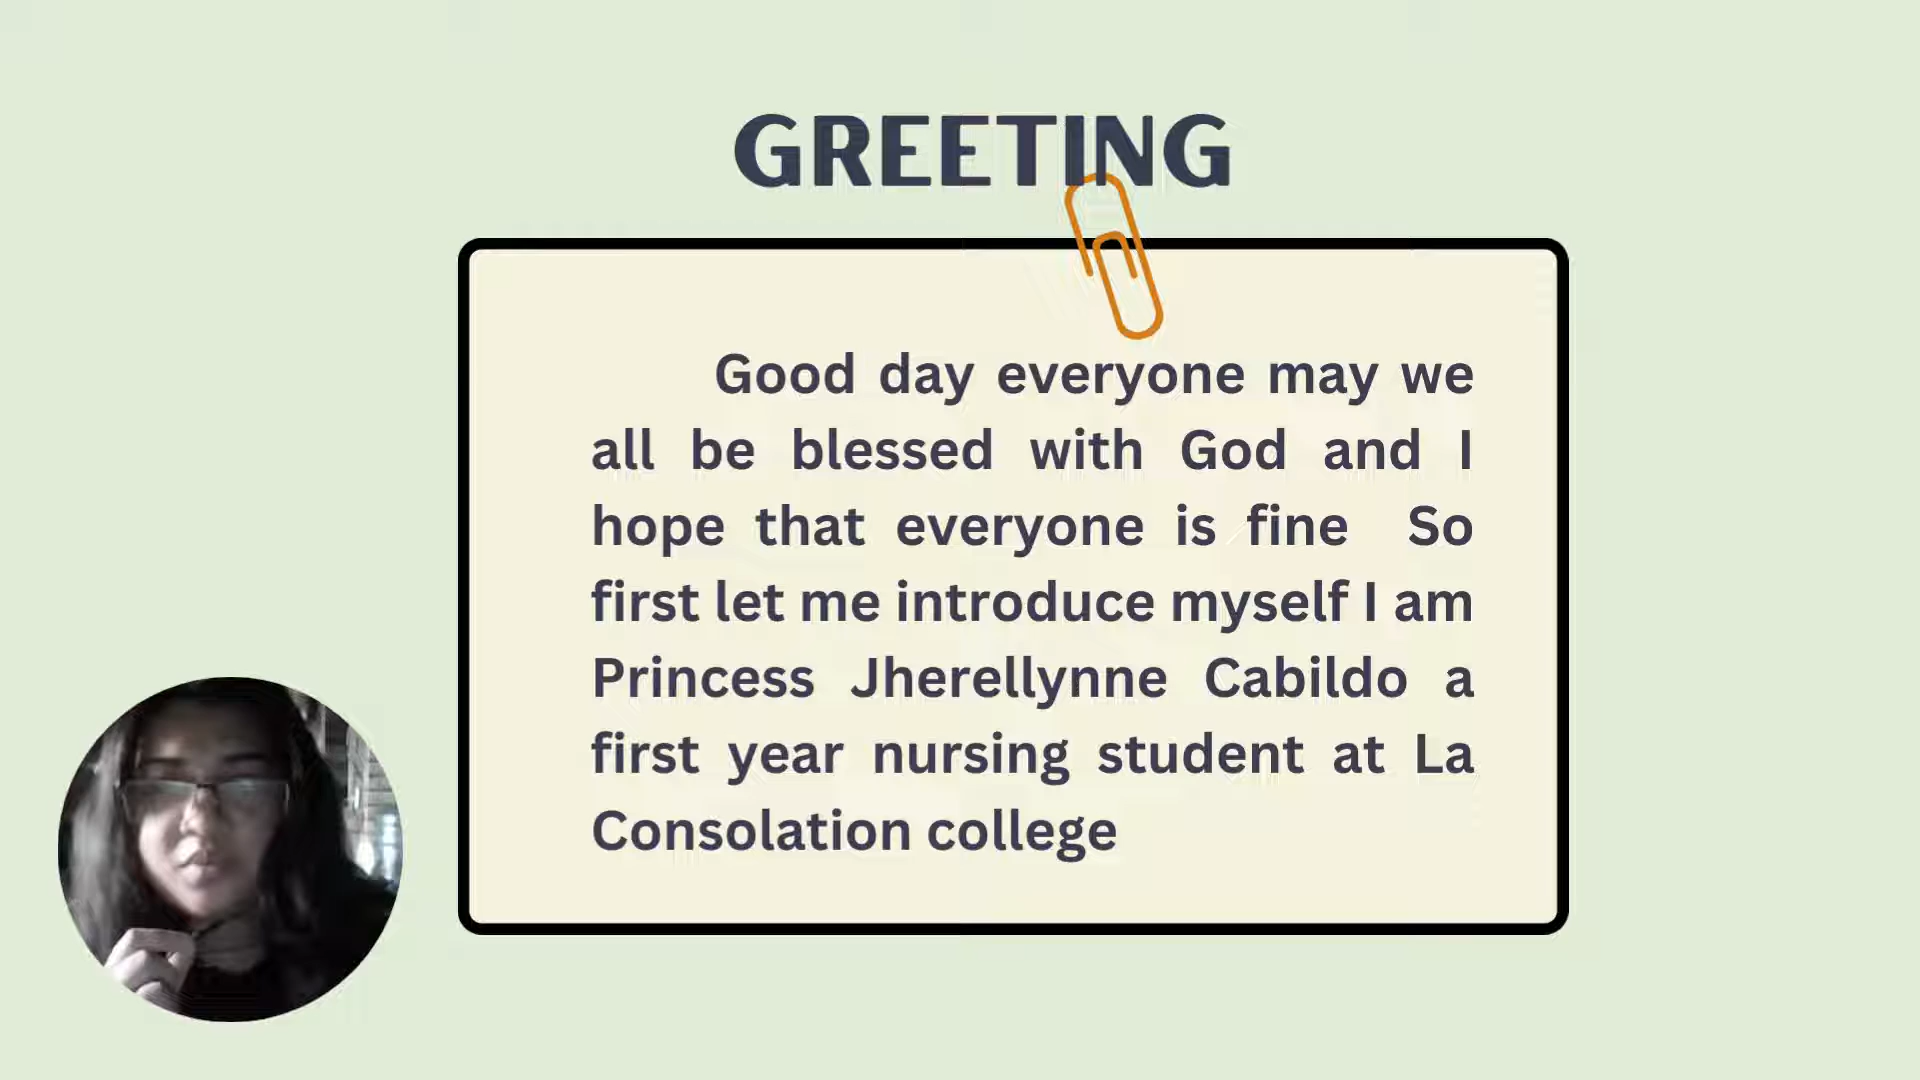 GREETING
Good day everyone may we
all be blessed with God and I
hope that everyone is fine  So
first let me introduce myself I am
Princess Jherellynne Cabildo a
first year nursing student at La
Consolation college